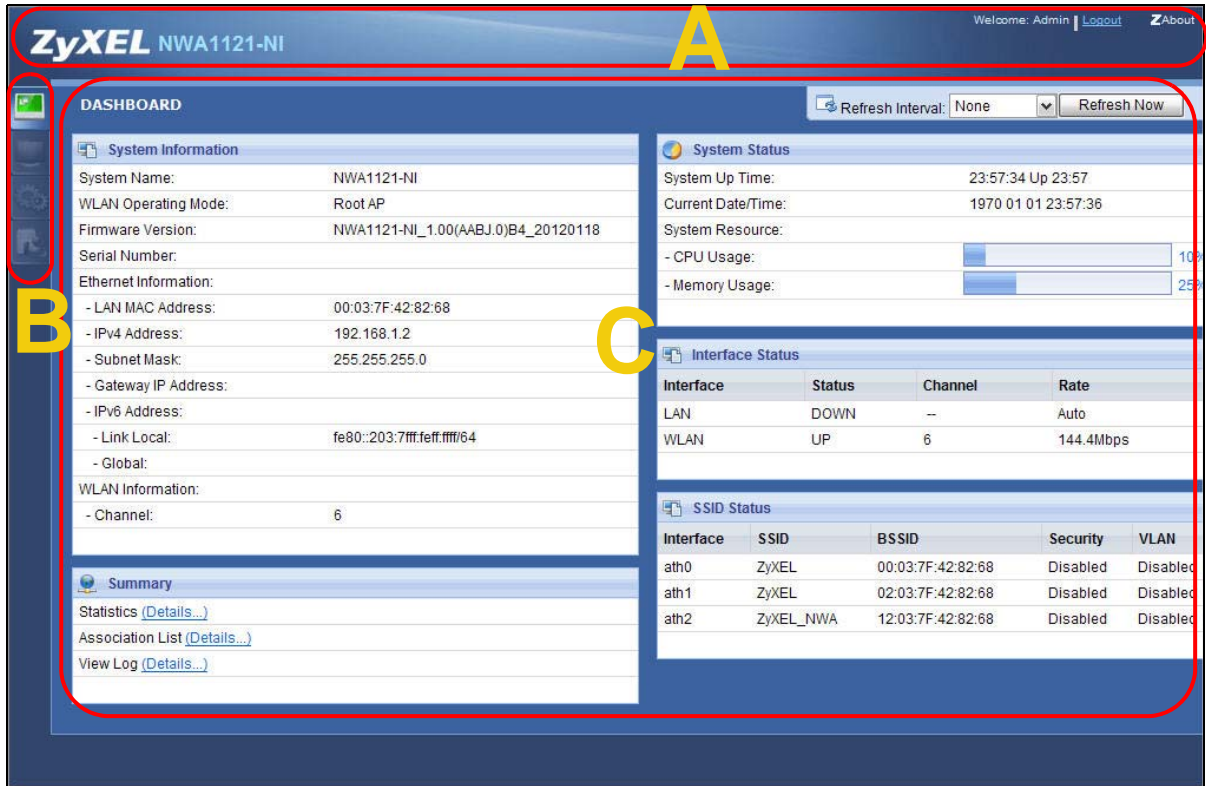 ZyXEL NWA1121-NI
Welcome: Admin | Logout ZAbout
A
B
C
DASHBOARD
Refresh Interval: None Refresh Now
System Information
System Name: NWA1121-NI
WLAN Operating Mode: Root AP
Firmware Version: NWA1121-NI_1.00(AABJ.0)B4_20120118
Serial Number:
Ethernet Information:
- LAN MAC Address: 00:03:7F:42:82:68
- IPv4 Address: 192.168.1.2
- Subnet Mask: 255.255.255.0
- Gateway IP Address:
- IPv6 Address:
- Link Local: fe80::203:7fff:feff:ffff/64
- Global:
WLAN Information:
- Channel: 6
Summary
Statistics (Details...)
Association List (Details...)
View Log (Details...)
System Status
System Up Time: 23:57:34 Up 23:57
Current Date/Time: 1970 01 01 23:57:36
System Resource:
- CPU Usage: 10%
- Memory Usage: 25%
Interface Status
Interface Status Channel Rate
LAN DOWN -- Auto
WLAN UP 6 144.4Mbps
SSID Status
Interface SSID BSSID Security VLAN
ath0 ZyXEL 00:03:7F:42:82:68 Disabled Disabled
ath1 ZyXEL 02:03:7F:42:82:68 Disabled Disabled
ath2 ZyXEL_NWA 12:03:7F:42:82:68 Disabled Disabled